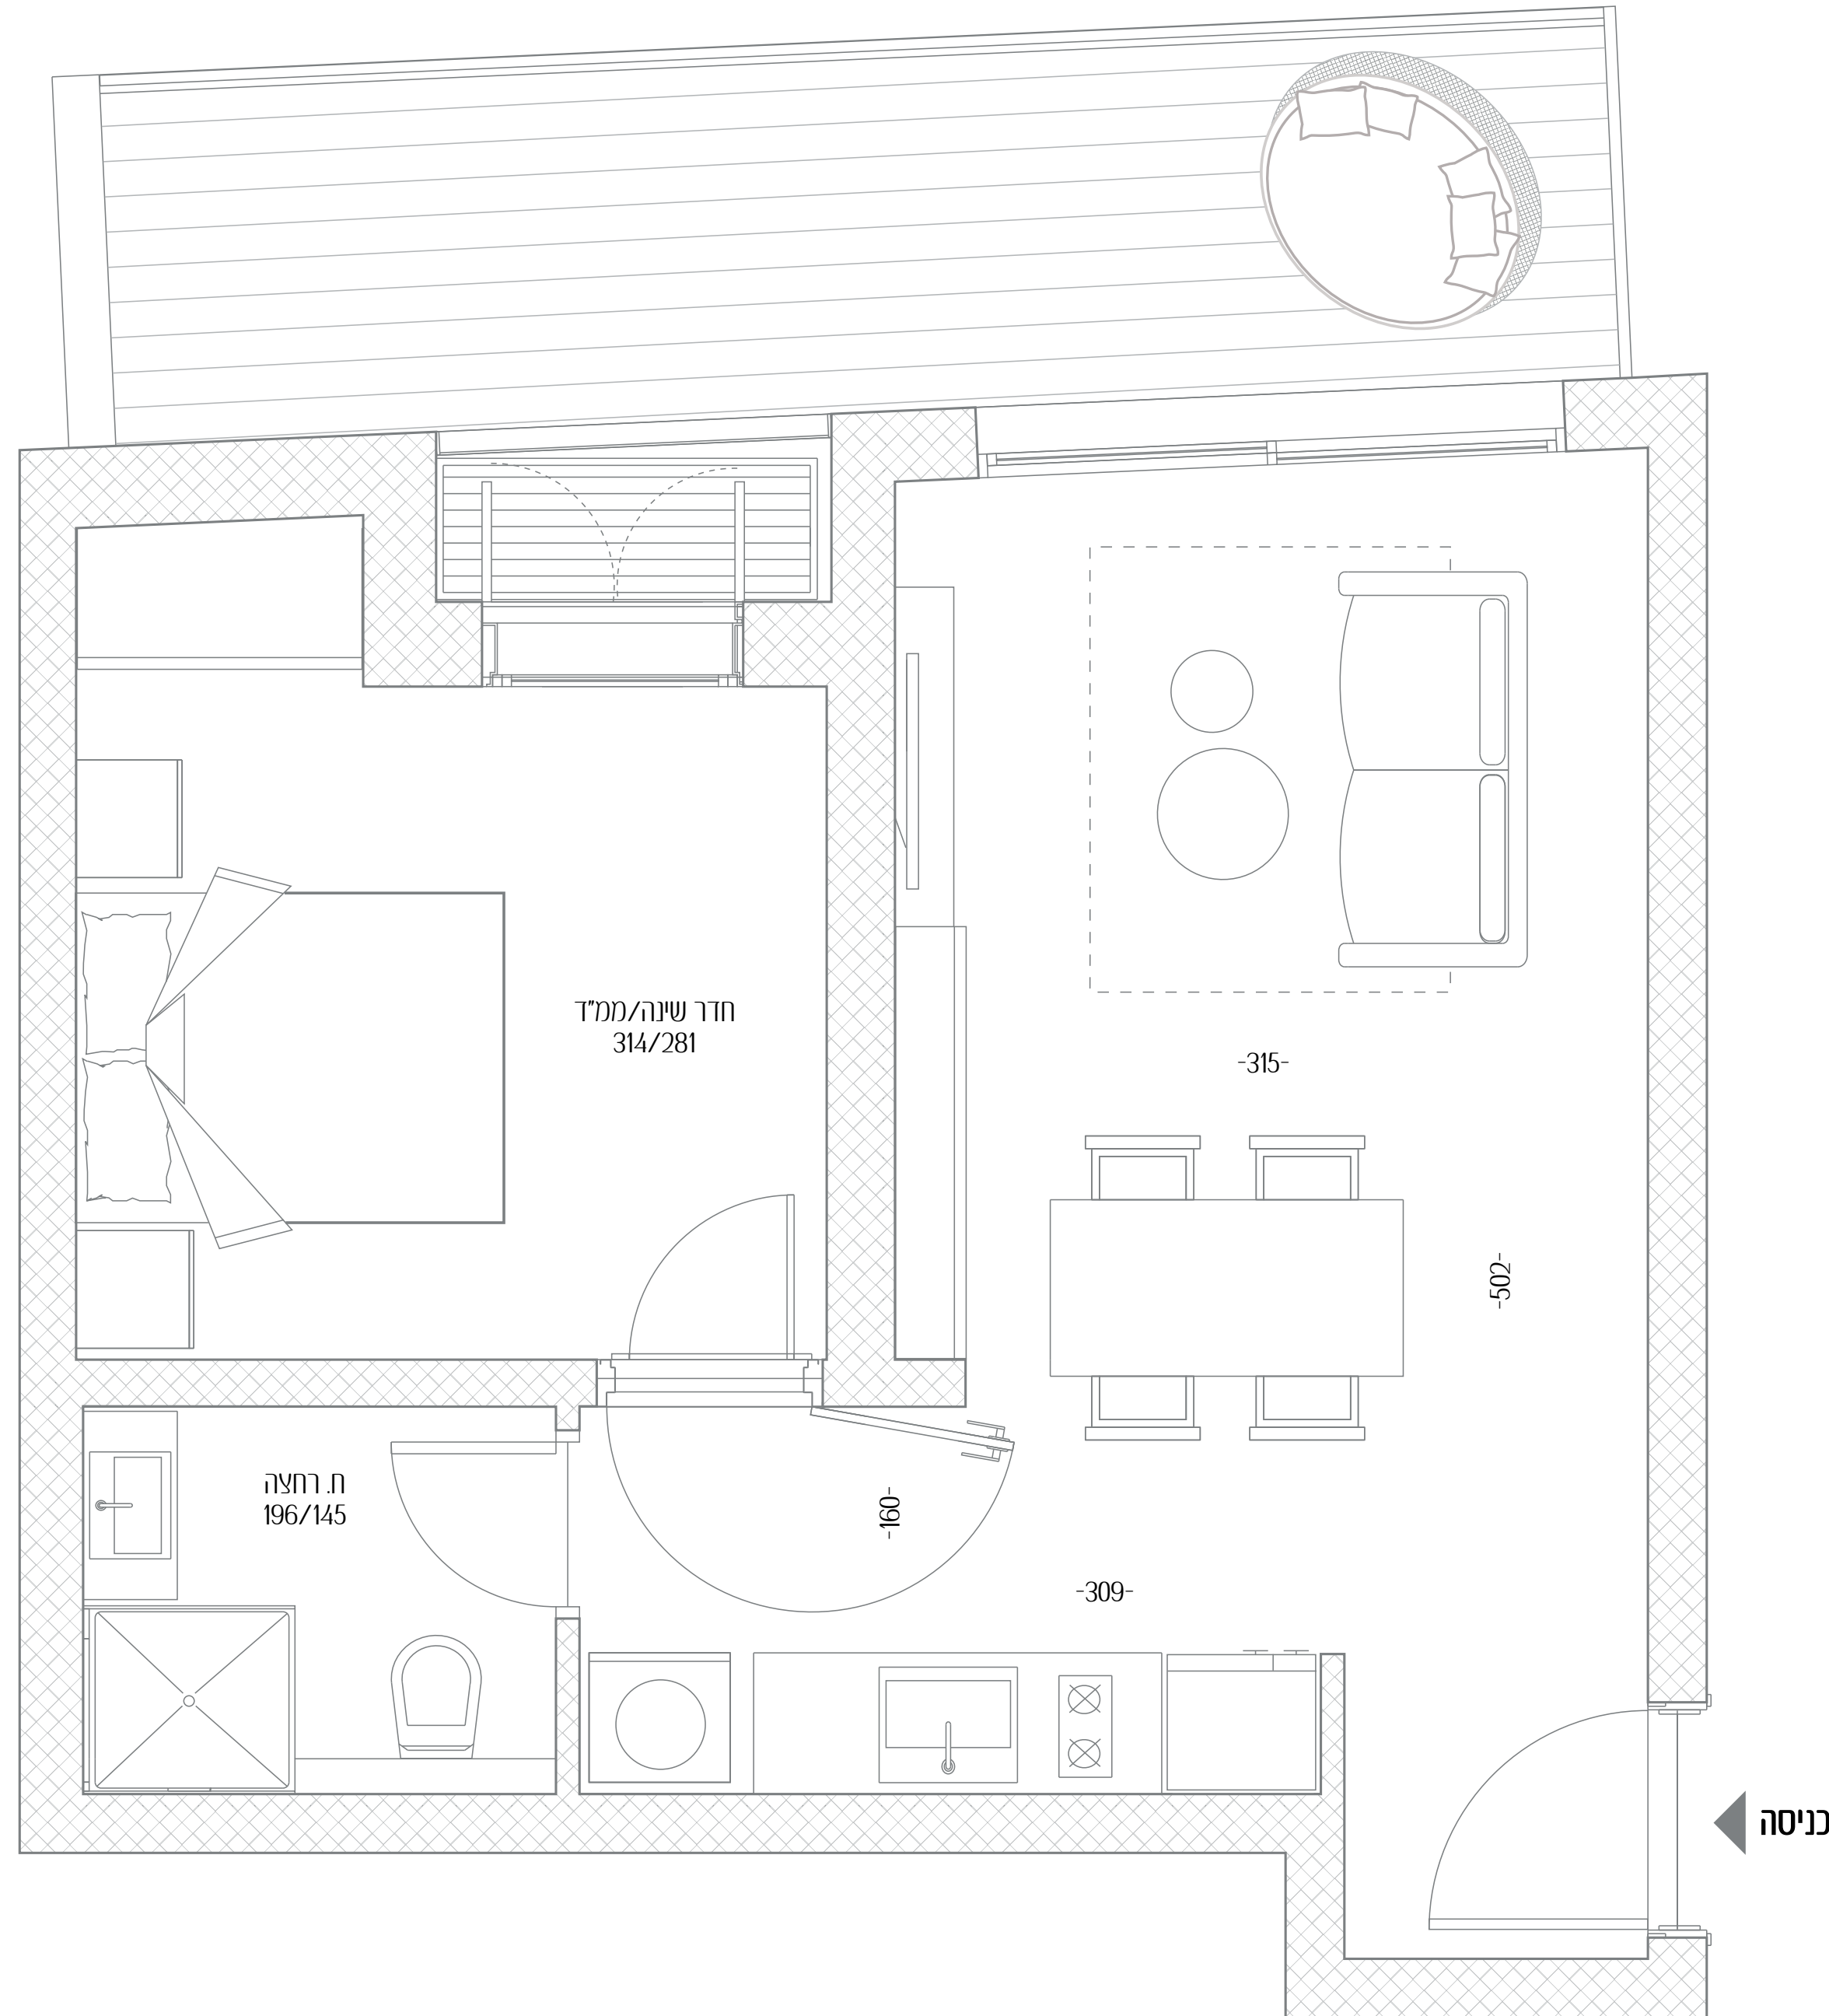 חדר שינה/ממ"ד
314/281
-315-
-502-
ח. רחצה
196/145
-160-
-309-
כניסה